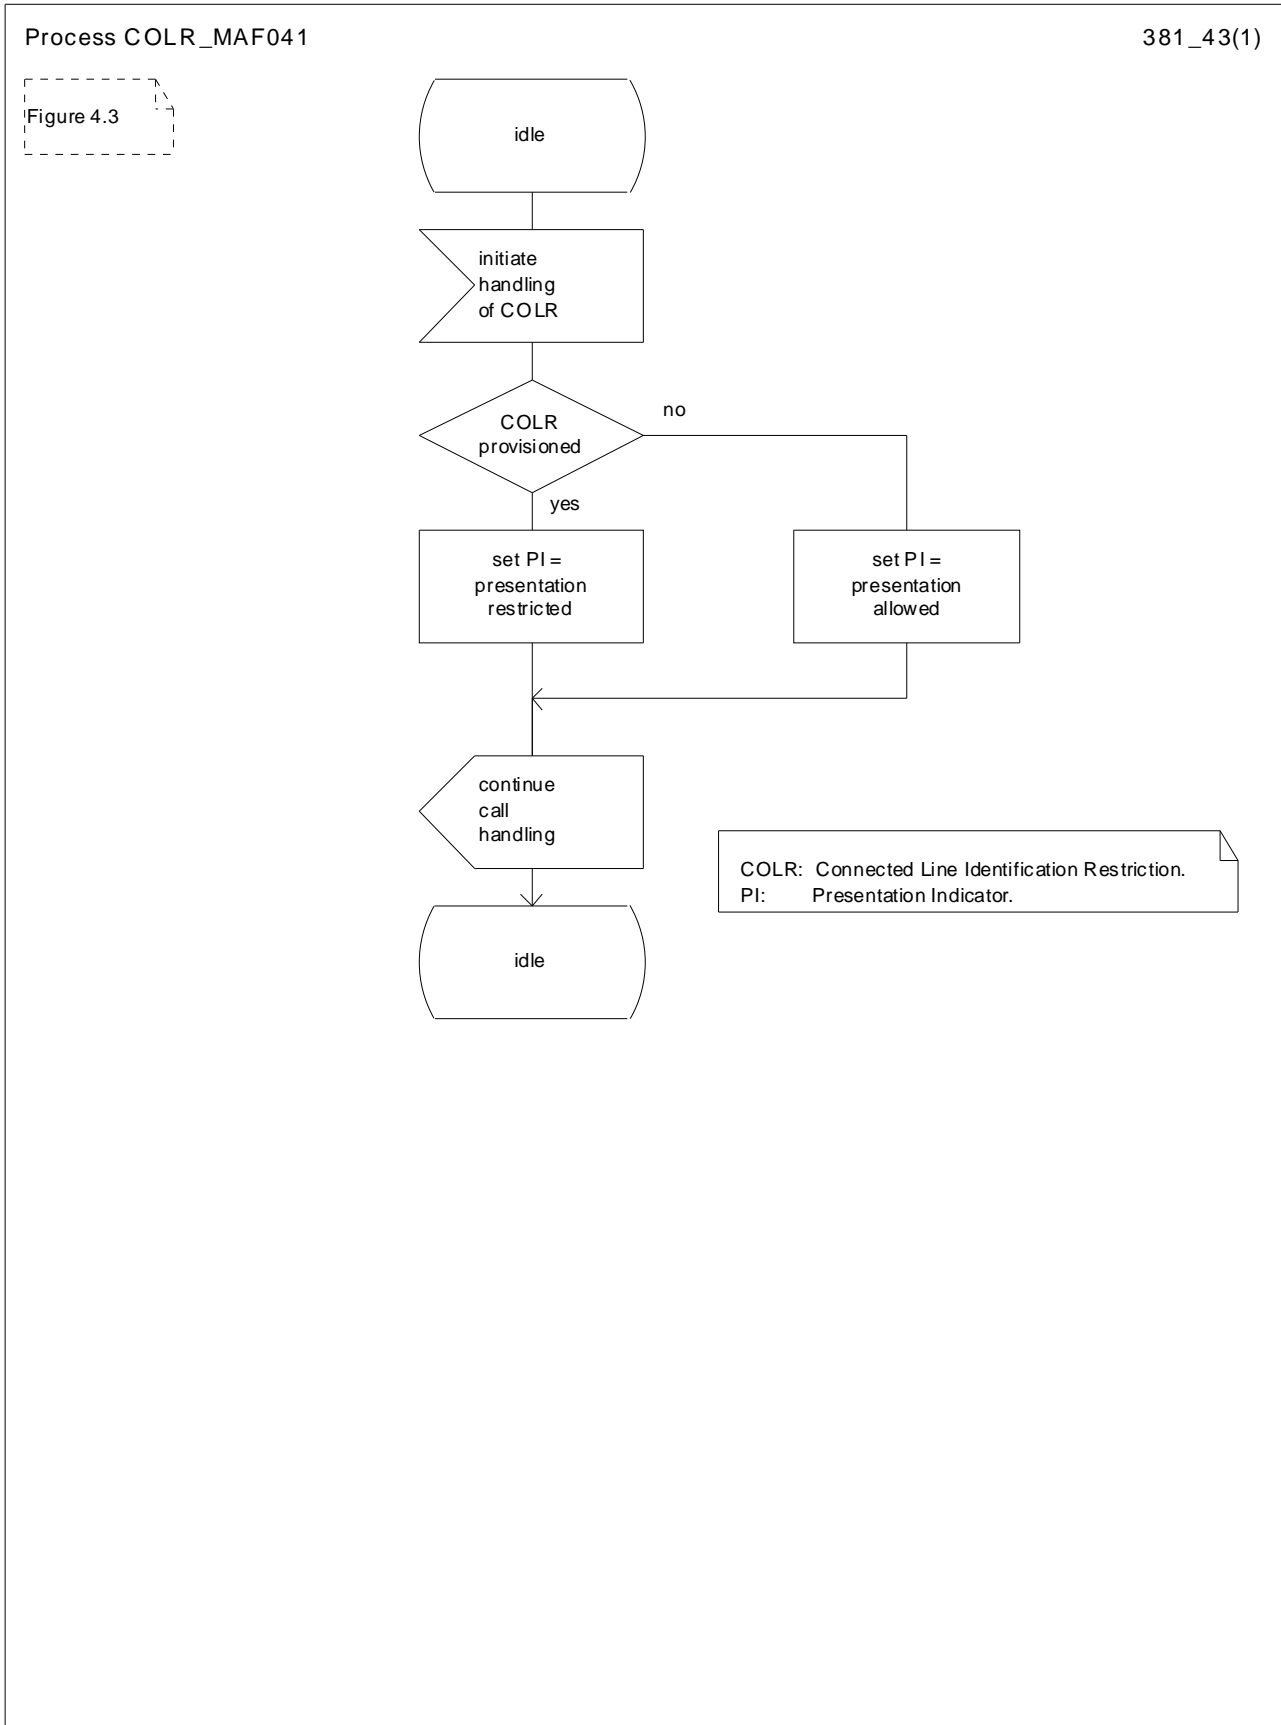 Process COLR_MAF041
381_43(1)
Figure 4.3
idle
initiate
handling
of COLR
COLR
provisioned
no
yes
set PI =
presentation
restricted
set PI =
presentation
allowed
continue
call
handling
COLR: Connected Line Identification Restriction.
PI: Presentation Indicator.
idle